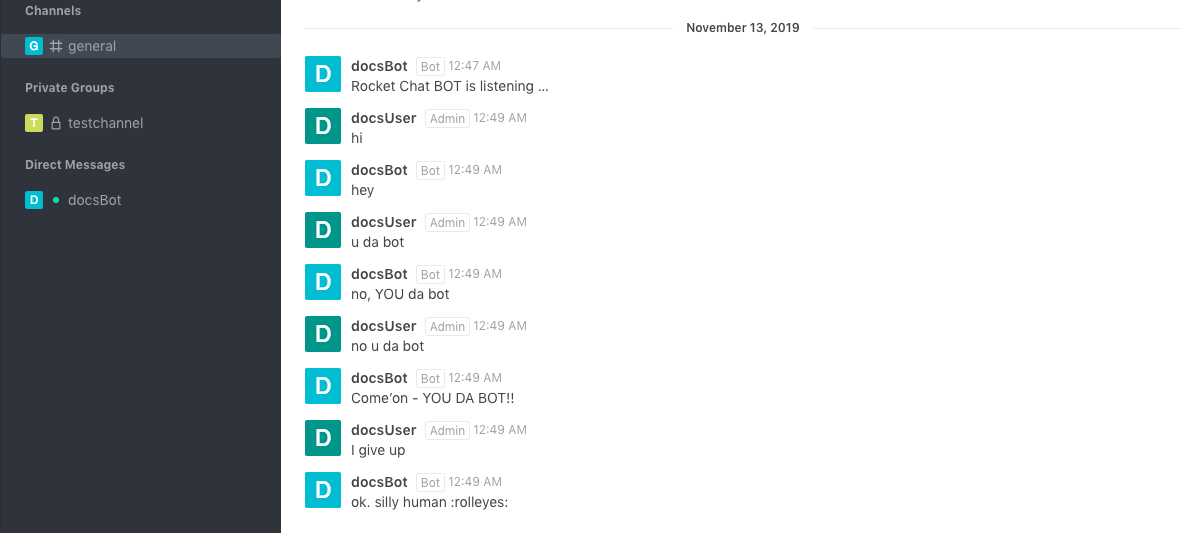 Channels
G # general
Private Groups
T testchannel
Direct Messages
D docsBot
November 13, 2019
D docsBot Bot 12:47 AM
Rocket Chat BOT is listening ...
D docsUser Admin 12:49 AM
hi
D docsBot Bot 12:49 AM
hey
D docsUser Admin 12:49 AM
u da bot
D docsBot Bot 12:49 AM
no, YOU da bot
D docsUser Admin 12:49 AM
no u da bot
D docsBot Bot 12:49 AM
Come'on - YOU DA BOT!!
D docsUser Admin 12:49 AM
I give up
D docsBot Bot 12:49 AM
ok. silly human :rolleyes: